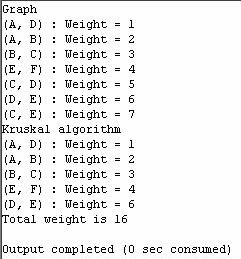 Graph
(A, D) : Weight = 1
(A, B) : Weight = 2
(B, C) : Weight = 3
(E, F) : Weight = 4
(C, D) : Weight = 5
(D, E) : Weight = 6
(C, E) : Weight = 7
Kruskal algorithm
(A, D) : Weight = 1
(A, B) : Weight = 2
(B, C) : Weight = 3
(E, F) : Weight = 4
(D, E) : Weight = 6
Total weight is 16
Output completed (0 sec consumed)